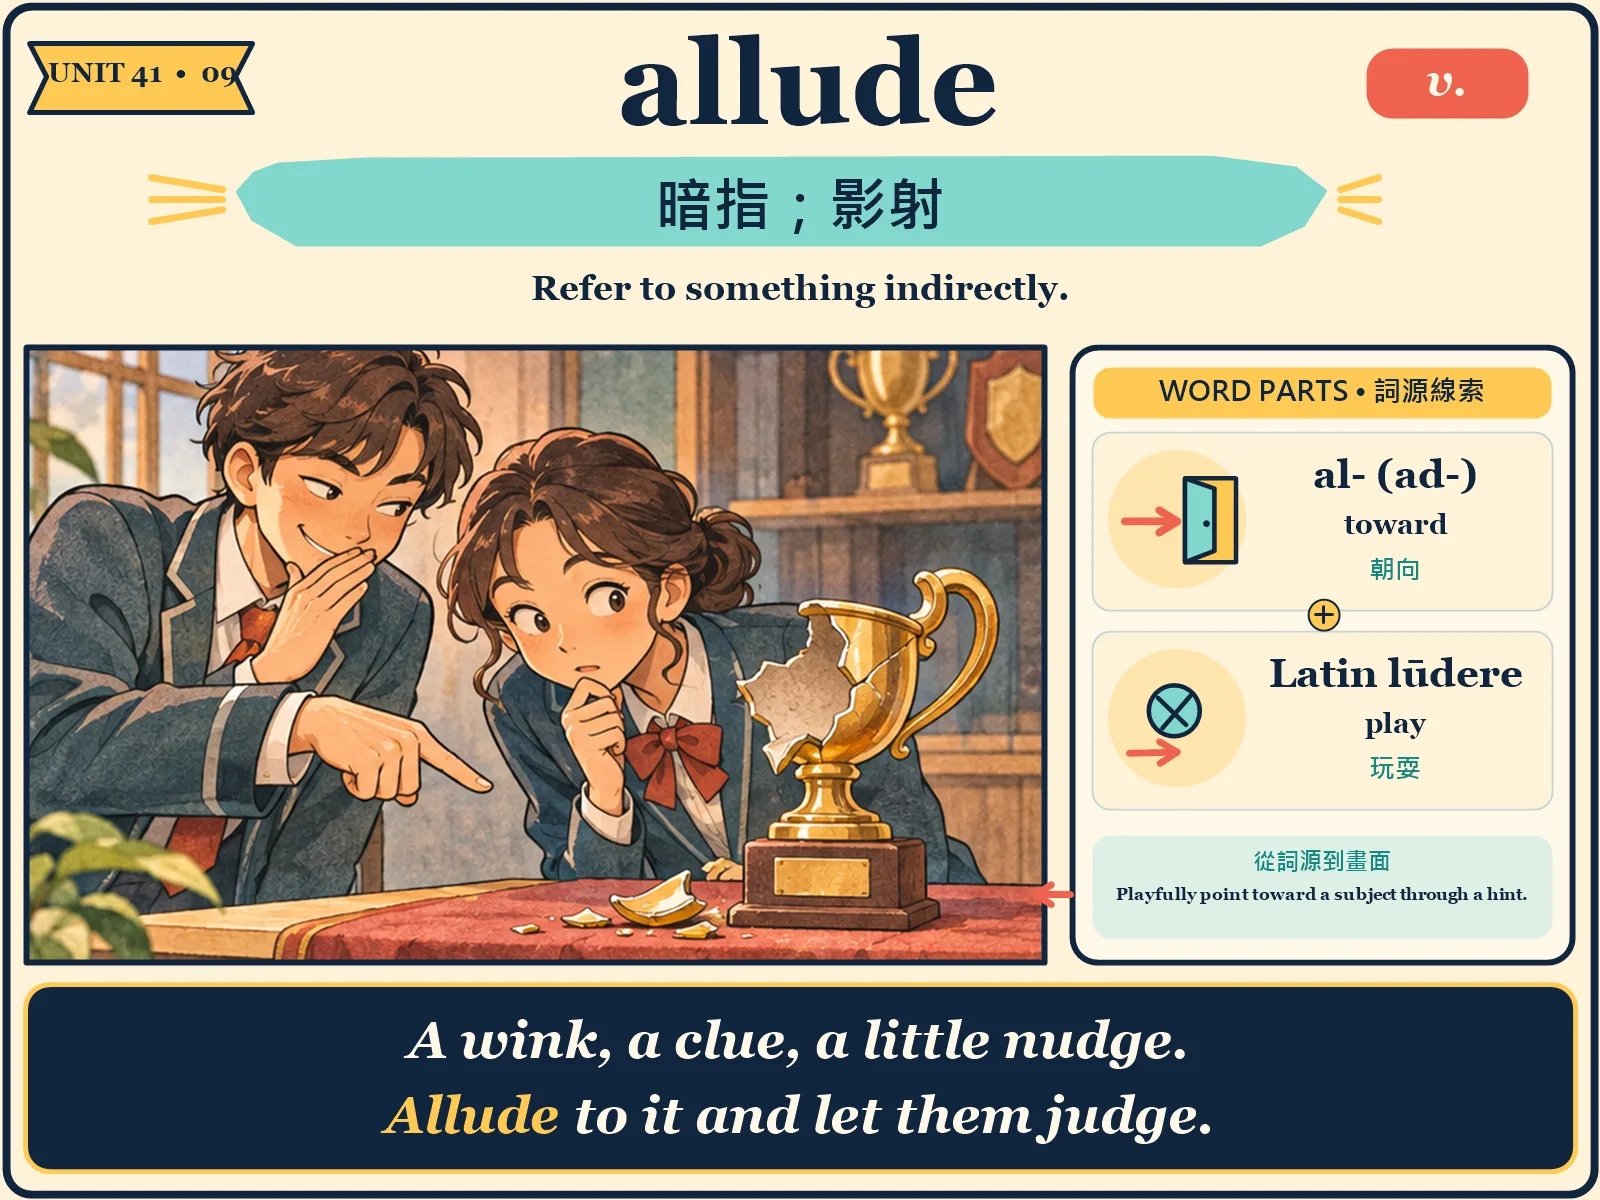 UNIT 41 • 09
allude
v.
暗指；影射
Refer to something indirectly.
WORD PARTS • 詞源線索
al- (ad-)
toward
朝向
+
Latin lūdere
play
玩耍
從詞源到畫面
Playfully point toward a subject through a hint.
A wink, a clue, a little nudge.
Allude to it and let them judge.